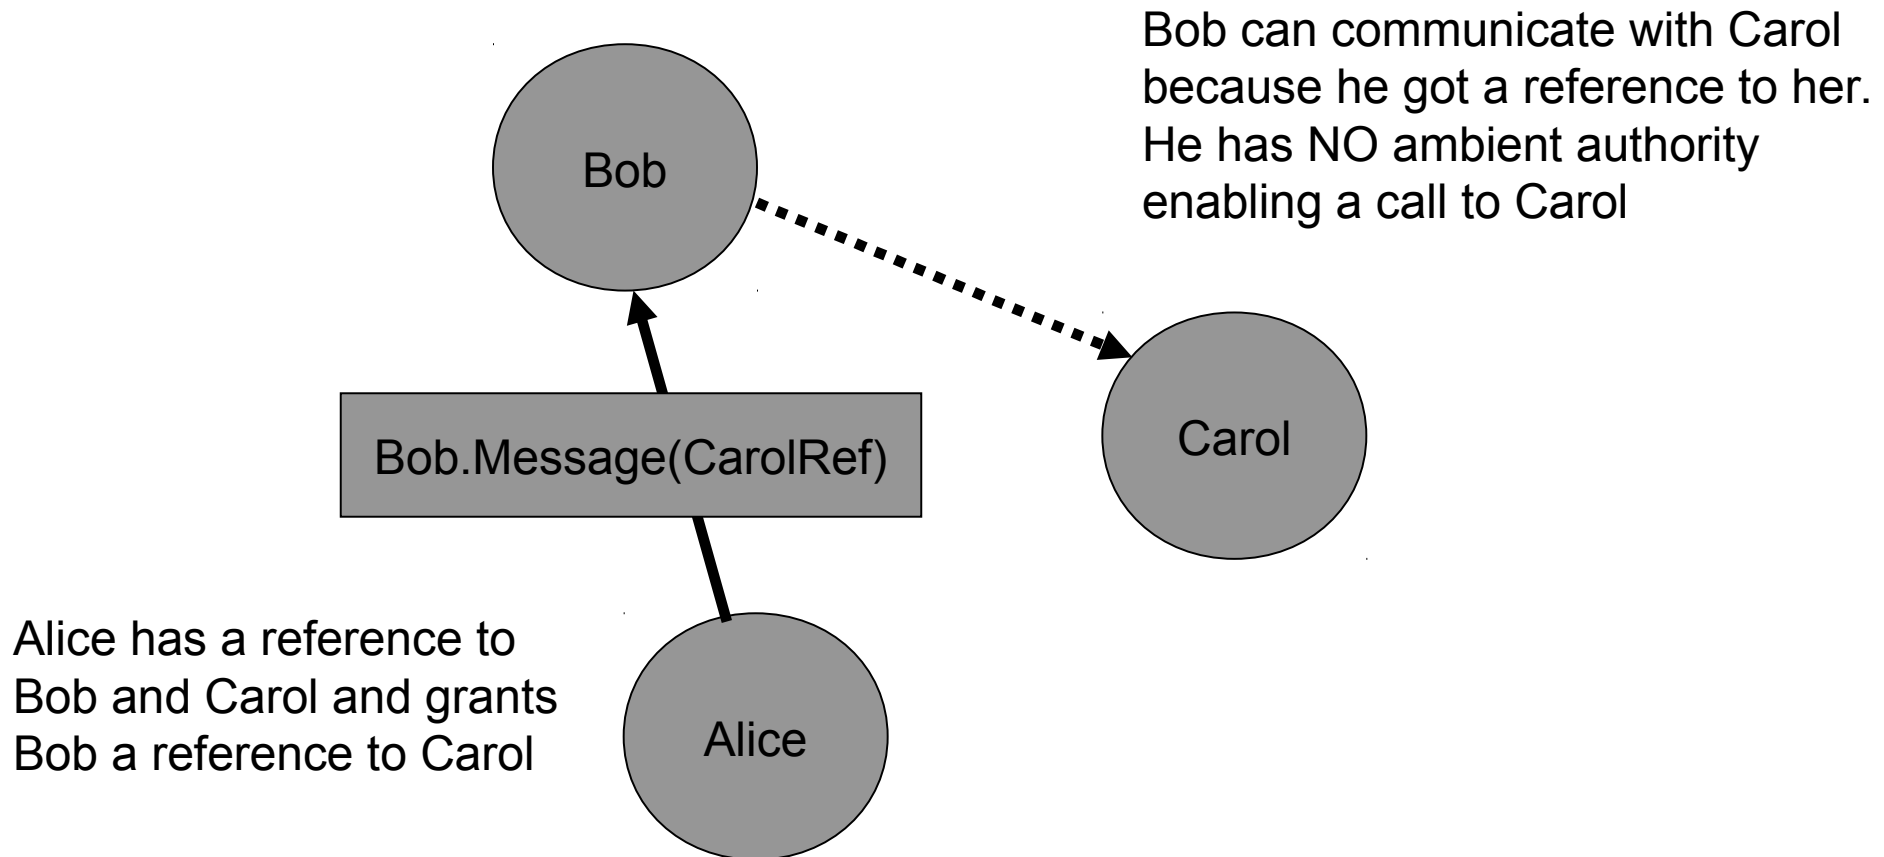 Bob can communicate with Carol
because he got a reference to her.
He has NO ambient authority
enabling a call to Carol
Bob
Carol
Bob.Message(CarolRef)
Alice has a reference to
Bob and Carol and grants
Bob a reference to Carol
Alice